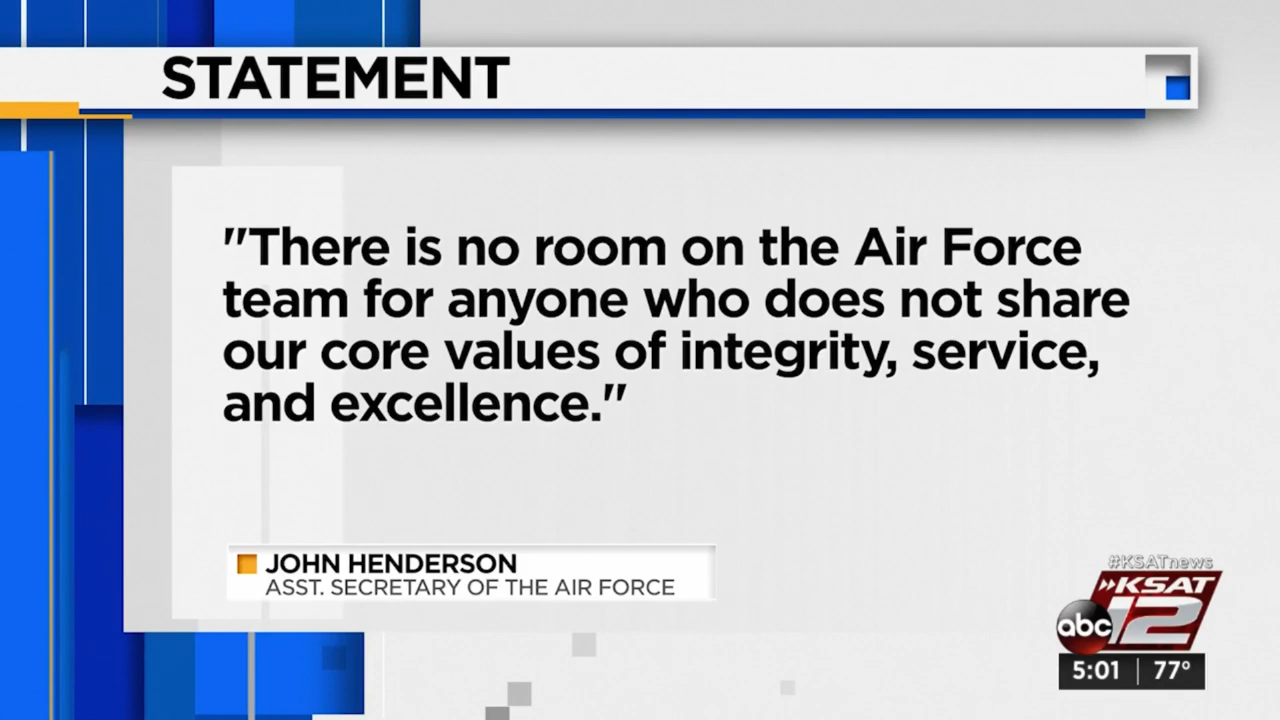 STATEMENT
"There is no room on the Air Force
team for anyone who does not share
our core values of integrity, service,
and excellence."
JOHN HENDERSON
ASST. SECRETARY OF THE AIR FORCE
#KSATnews
KSAT
abc 12
5:01 77°